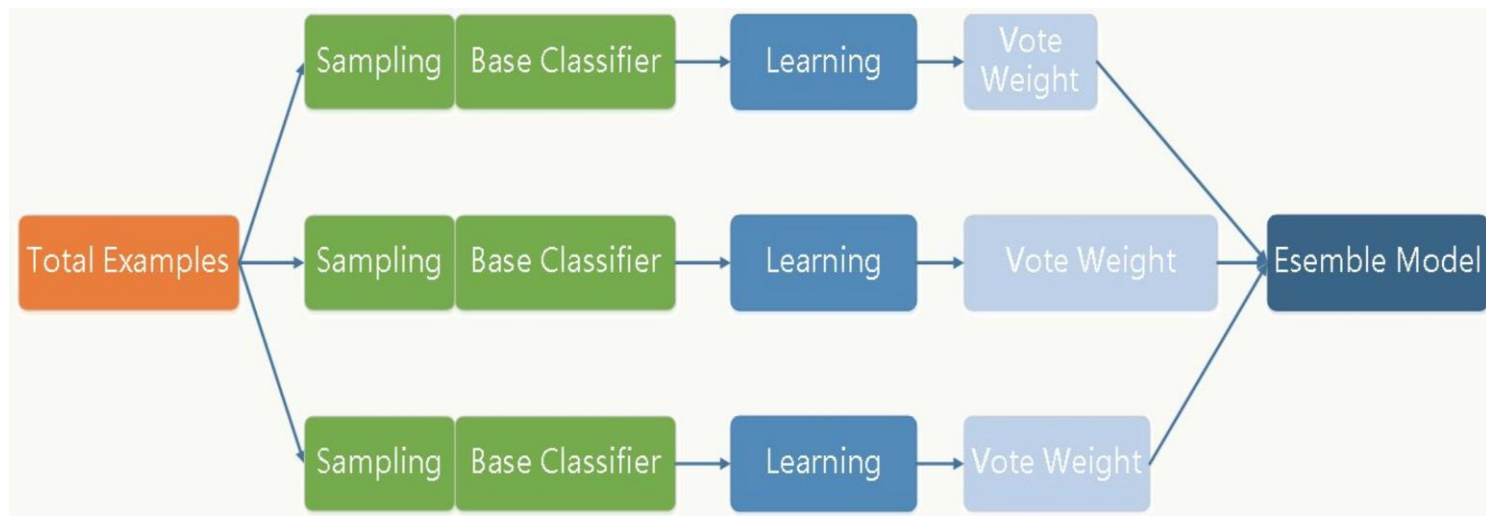 Sampling
Base Classifier
Learning
Vote
Weight
Total Examples
Sampling
Base Classifier
Learning
Vote Weight
Esemble Model
Sampling
Base Classifier
Learning
Vote Weight